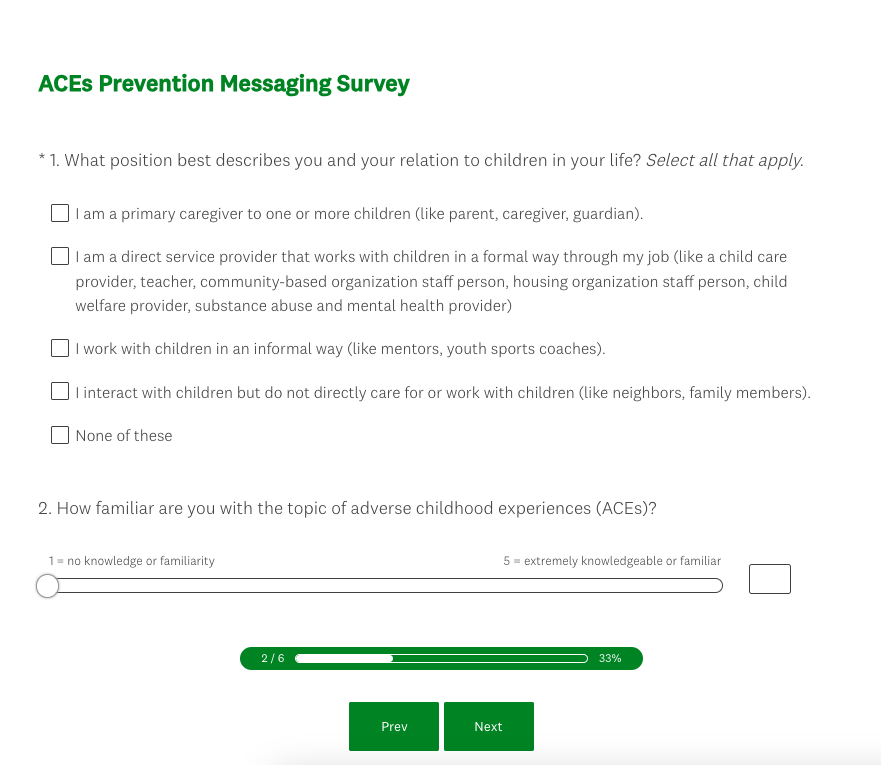 ACEs Prevention Messaging Survey
* 1. What position best describes you and your relation to children in your life? Select all that apply.
I am a primary caregiver to one or more children (like parent, caregiver, guardian).
I am a direct service provider that works with children in a formal way through my job (like a child care
provider, teacher, community-based organization staff person, housing organization staff person, child
welfare provider, substance abuse and mental health provider)
I work with children in an informal way (like mentors, youth sports coaches).
I interact with children but do not directly care for or work with children (like neighbors, family members).
None of these
2. How familiar are you with the topic of adverse childhood experiences (ACEs)?
1 = no knowledge or familiarity
5 = extremely knowledgeable or familiar
2 / 6
33%
Prev
Next